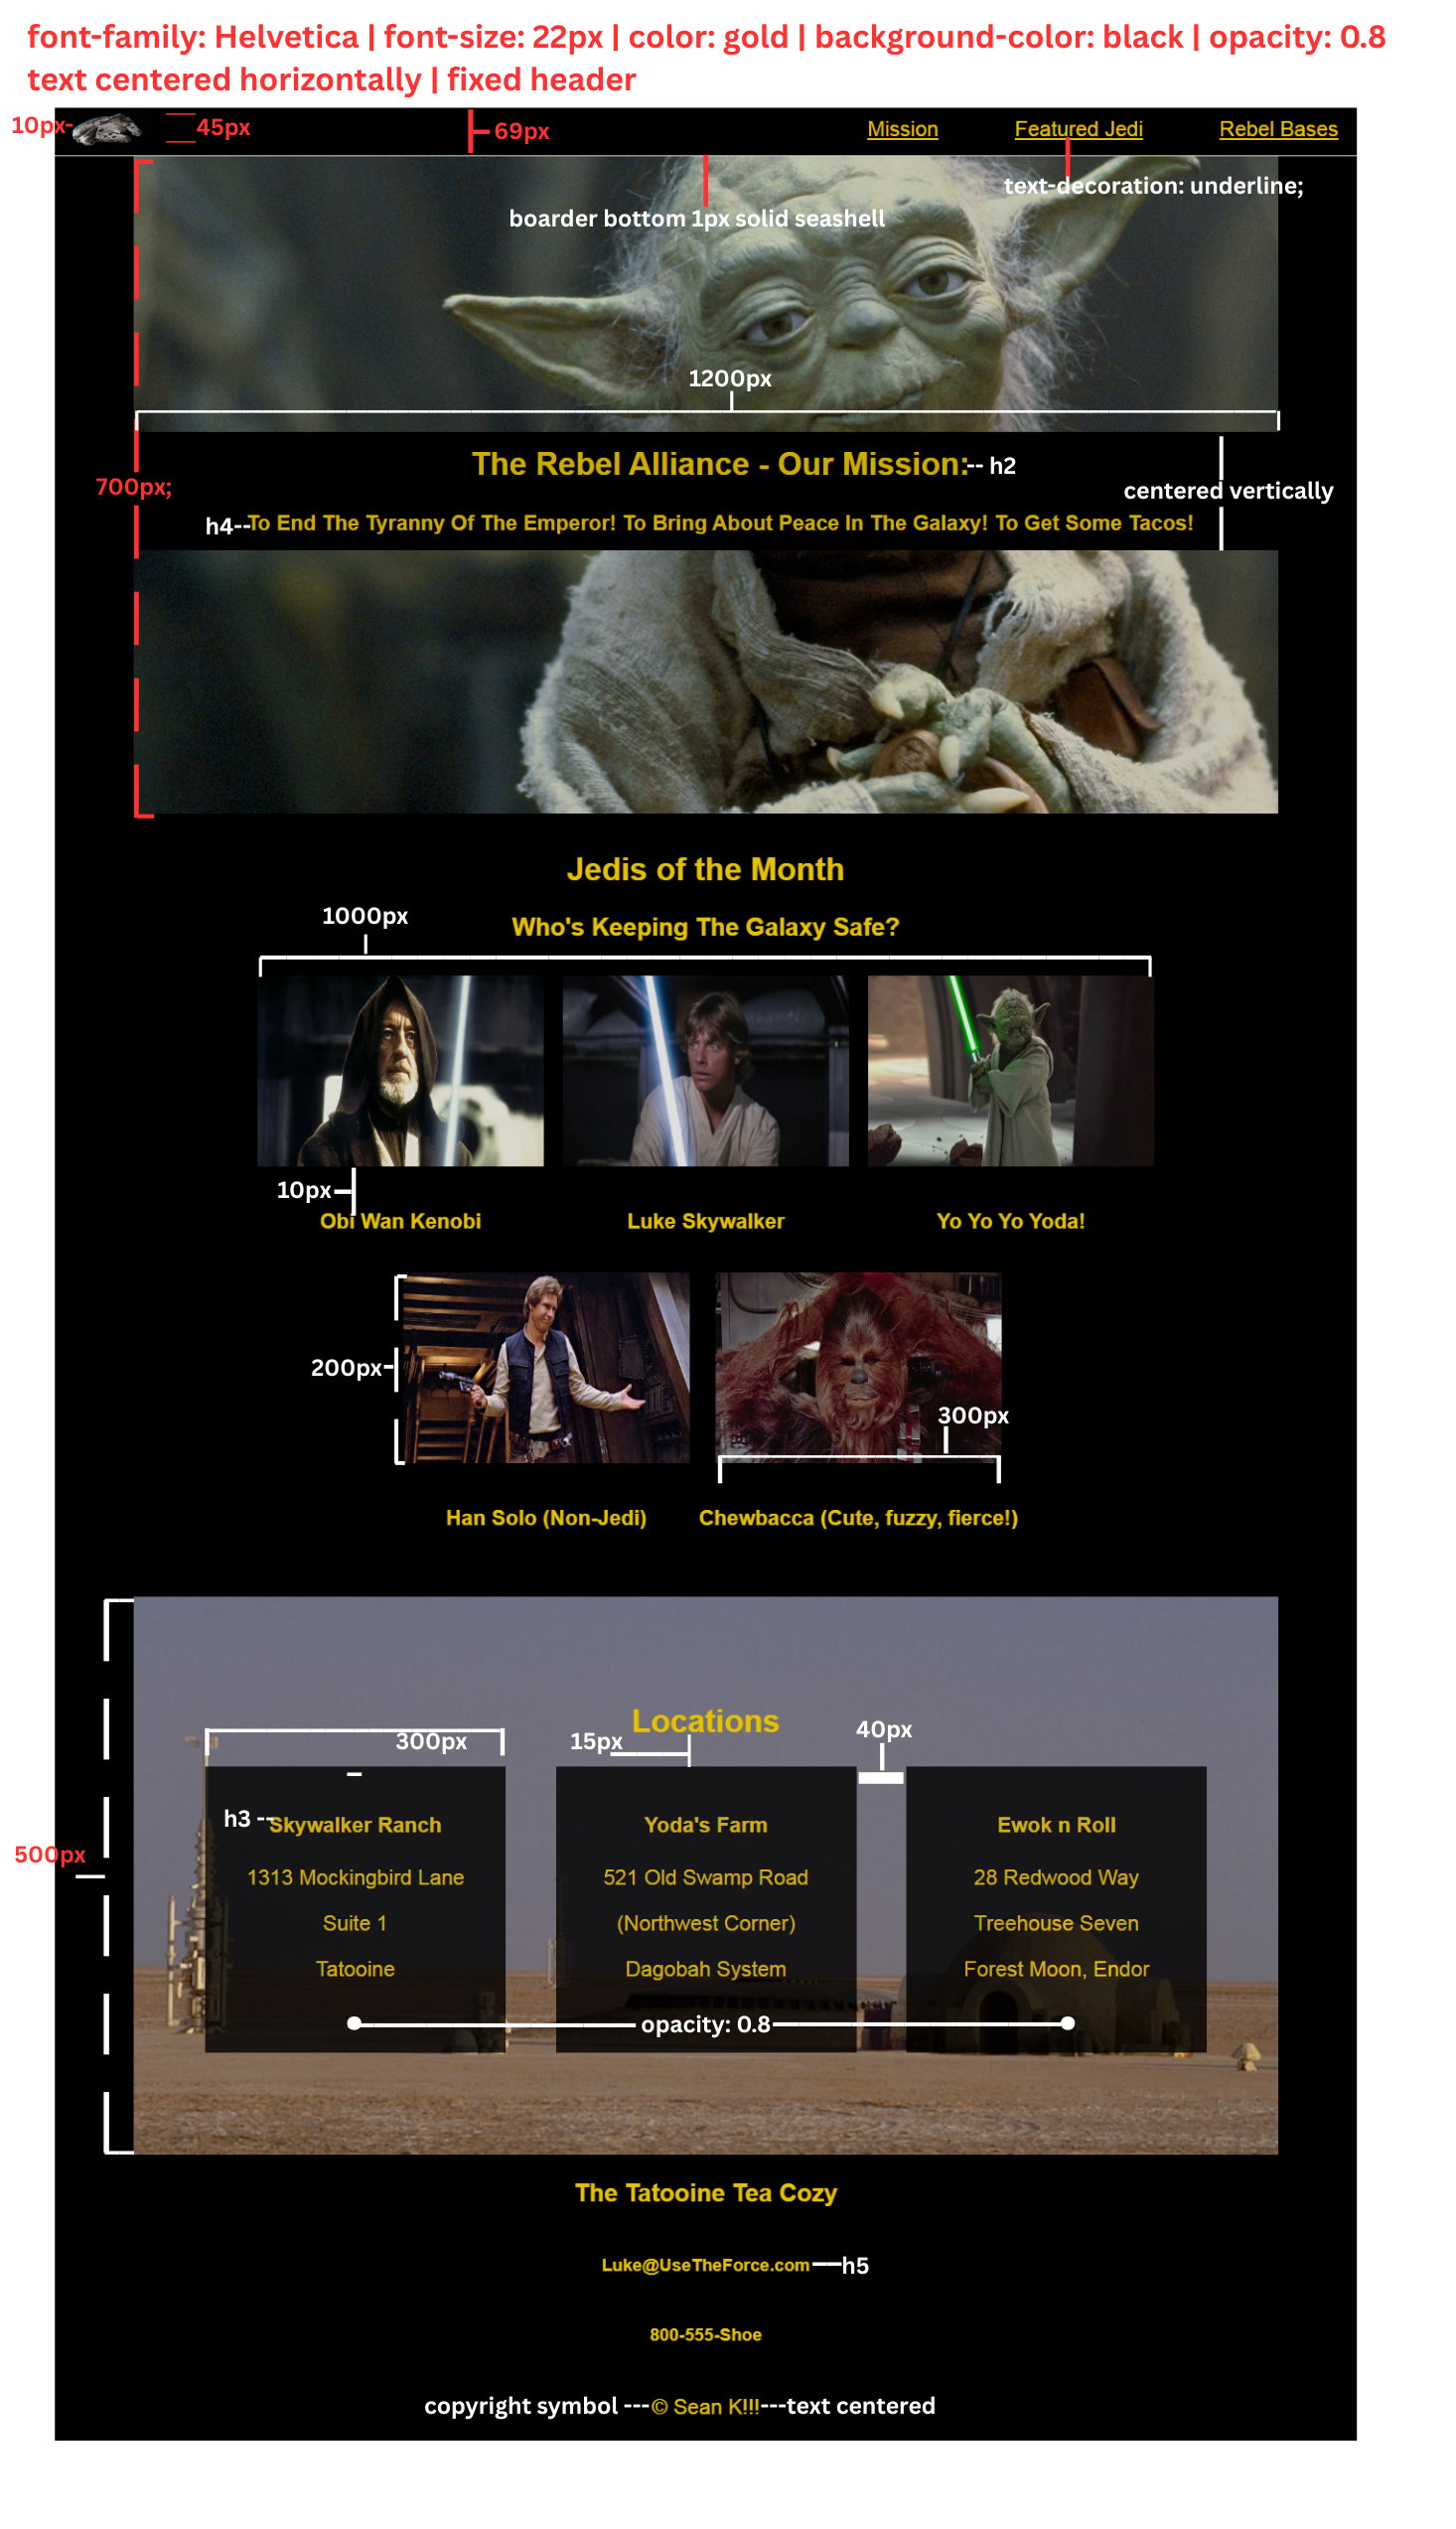 font-family: Helvetica | font-size: 22px | color: gold | background-color: black | opacity: 0.8
text centered horizontally | fixed header
10px-
45px
69px
Mission
Featured Jedi
Rebel Bases
text-decoration: underline;
boarder bottom 1px solid seashell
1200px
The Rebel Alliance - Our Mission:-- h2
700px;
centered vertically
h4--To End The Tyranny Of The Emperor! To Bring About Peace In The Galaxy! To Get Some Tacos!
Jedis of the Month
1000px
Who's Keeping The Galaxy Safe?
10px
Obi Wan Kenobi
Luke Skywalker
Yo Yo Yo Yoda!
200px
300px
Han Solo (Non-Jedi)
Chewbacca (Cute, fuzzy, fierce!)
Locations
300px
15px
40px
h3 --Skywalker Ranch
1313 Mockingbird Lane
Suite 1
Tatooine
Yoda's Farm
521 Old Swamp Road
(Northwest Corner)
Dagobah System
Ewok n Roll
28 Redwood Way
Treehouse Seven
Forest Moon, Endor
500px
opacity: 0.8
The Tatooine Tea Cozy
Luke@UseTheForce.com
h5
800-555-Shoe
copyright symbol ---© Sean K!!!---text centered